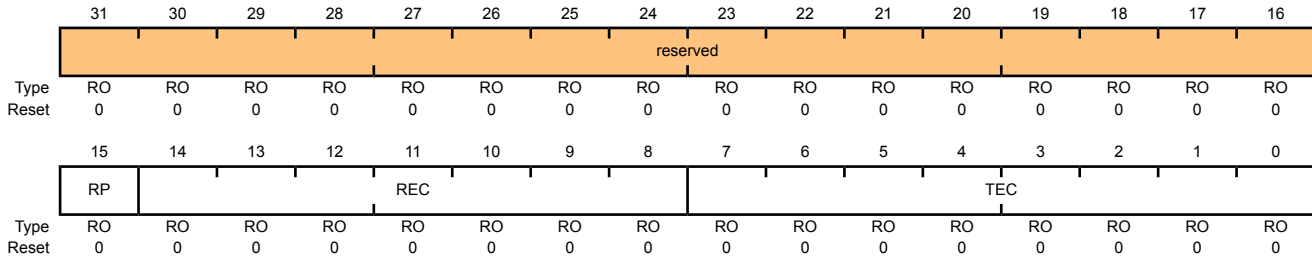 31 30 29 28 27 26 25 24 23 22 21 20 19 18 17 16
reserved
Type RO RO RO RO RO RO RO RO RO RO RO RO RO RO RO RO
Reset 0 0 0 0 0 0 0 0 0 0 0 0 0 0 0 0
15 14 13 12 11 10 9 8 7 6 5 4 3 2 1 0
RP REC TEC
Type RO RO RO RO RO RO RO RO RO RO RO RO RO RO RO RO
Reset 0 0 0 0 0 0 0 0 0 0 0 0 0 0 0 0